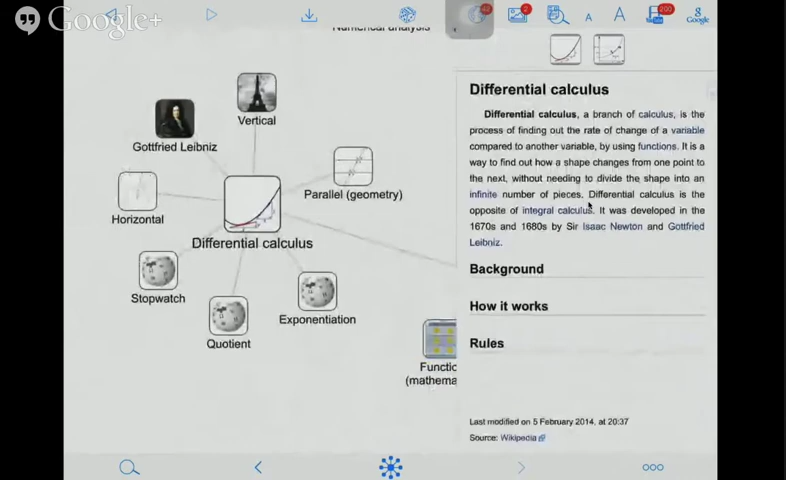 Google+
Numerical analysis
42
2
A
A
200
YouTube
Google
Vertical
Gottfried Leibniz
Parallel (geometry)
Horizontal
Differential calculus
Stopwatch
Exponentiation
Quotient
Functio
(mathema
Differential calculus
Differential calculus, a branch of calculus, is the
process of finding out the rate of change of a variable
compared to another variable, by using functions. It is a
way to find out how a shape changes from one point to
the next, without needing to divide the shape into an
infinite number of pieces. Differential calculus is the
opposite of integral calculus. It was developed in the
1670s and 1680s by Sir Isaac Newton and Gottfried
Leibniz.
Background
How it works
Rules
Last modified on 5 February 2014, at 20:37
Source: Wikipedia